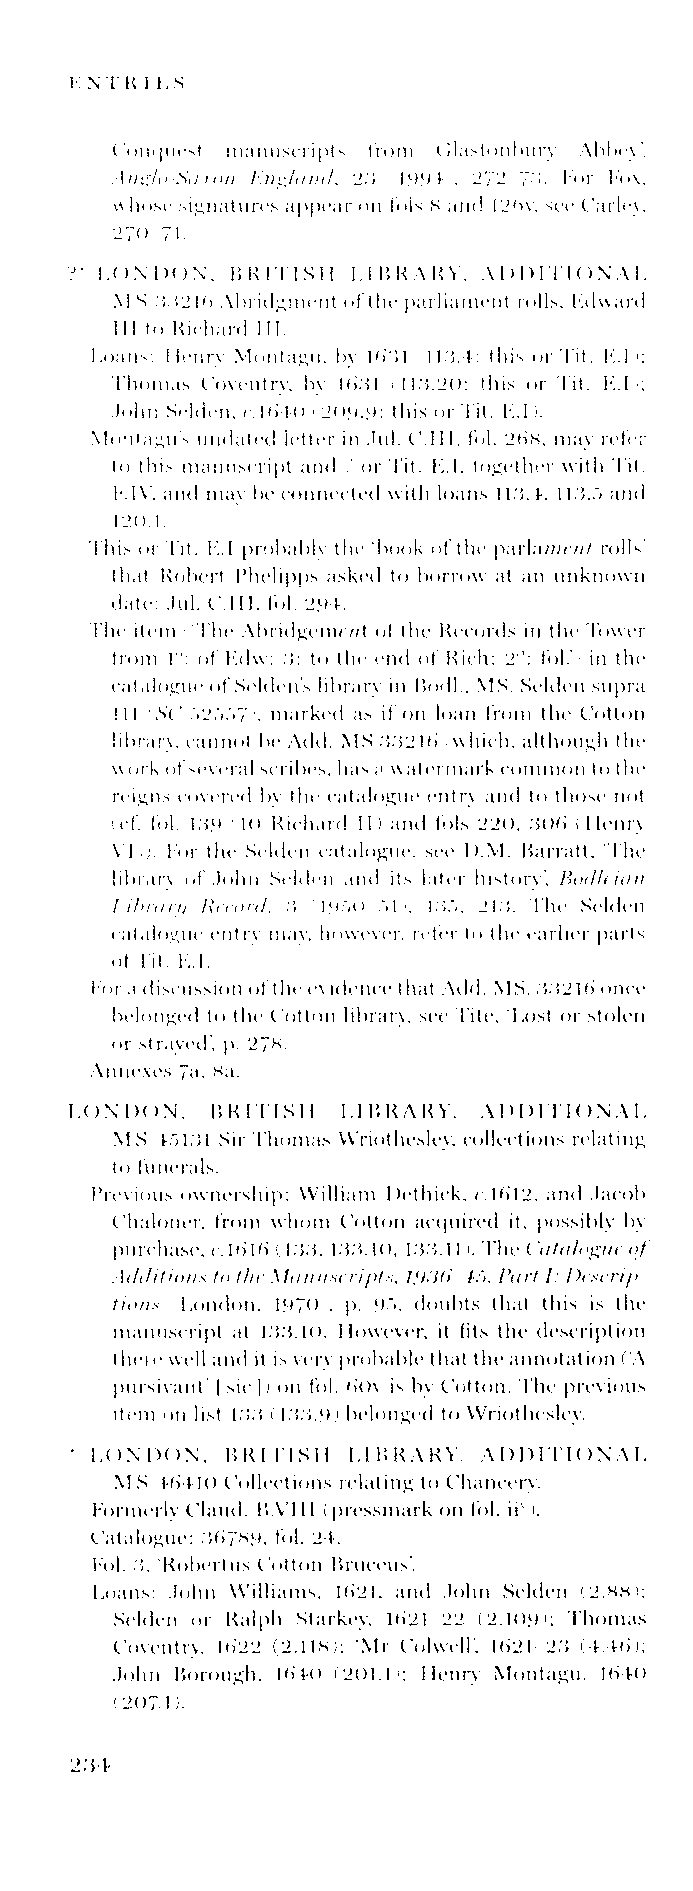 ENTRIES
Conquest manuscripts from Glastonbury Abbey',
Anglo-Saxon England, 23 (1994), 272–73. For Fox,
whose signatures appear on fols 8 and 126v, see Carley,
270–71.
?* LONDON, BRITISH LIBRARY, ADDITIONAL
MS 33216 Abridgment of the parliament rolls, Edward
III to Richard III.
Loans: Henry Montagu, by 1631 (113.4: this or Tit. E.I);
Thomas Coventry, by 1631 (113.20: this or Tit. E.I);
John Selden, c.1640 (209.9: this or Tit. E.I).
Montagu's undated letter in Jul. C.III, fol. 268, may refer
to this manuscript and / or Tit. E.I, together with Tit.
F.IV, and may be connected with loans 113.4, 113.5 and
120.1.
This or Tit. E.I probably the 'book of the parlament rolls'
that Robert Phelipps asked to borrow at an unknown
date: Jul. C.III, fol. 294.
The item ('The Abridgement of the Records in the Tower
from 1º: of Edw: 3: to the end of Rich: 2º: fol.') in the
catalogue of Selden's library in Bodl., MS. Selden supra
111 (SC 52557), marked as if on loan from the Cotton
library, cannot be Add. MS 33216 (which, although the
work of several scribes, has a watermark common to the
reigns covered by the catalogue entry and to those not
(cf. fol. 139 (10 Richard II) and fols 220, 306 (Henry
VI)). For the Selden catalogue, see D.M. Barratt, 'The
library of John Selden and its later history', Bodleian
Library Record, 3 (1950–51), 135, 213. The Selden
catalogue entry may, however, refer to the earlier parts
of Tit. E.I.
For a discussion of the evidence that Add. MS. 33216 once
belonged to the Cotton library, see Tite, 'Lost or stolen
or strayed', p. 278.
Annexes 7a, 8a.
LONDON, BRITISH LIBRARY, ADDITIONAL
MS 45131 Sir Thomas Wriothesley, collections relating
to funerals.
Previous ownership: William Dethick, c.1612, and Jacob
Chaloner, from whom Cotton acquired it, possibly by
purchase, c.1616 (133, 133.10, 133.11). The Catalogue of
Additions to the Manuscripts, 1936–45, Part I: Descrip-
tions (London, 1970), p. 95, doubts that this is the
manuscript at 133.10. However, it fits the description
there well and it is very probable that the annotation ('A
pursivant' [sic]) on fol. 60v is by Cotton. The previous
item on list 133 (133.9) belonged to Wriothesley.
* LONDON, BRITISH LIBRARY, ADDITIONAL
MS 46410 Collections relating to Chancery.
Formerly Claud. B.VIII (pressmark on fol. iiᵛ).
Catalogue: 36789, fol. 24.
Fol. 3, 'Robertus Cotton Bruceus'.
Loans: John Williams, 1621, and John Selden (2.88);
Selden or Ralph Starkey, 1621–22 (2.109); Thomas
Coventry, 1622 (2.118); 'Mr Colwell', 1621–23 (4.46);
John Borough, 1640 (201.1); Henry Montagu, 1640
(207.1).
234